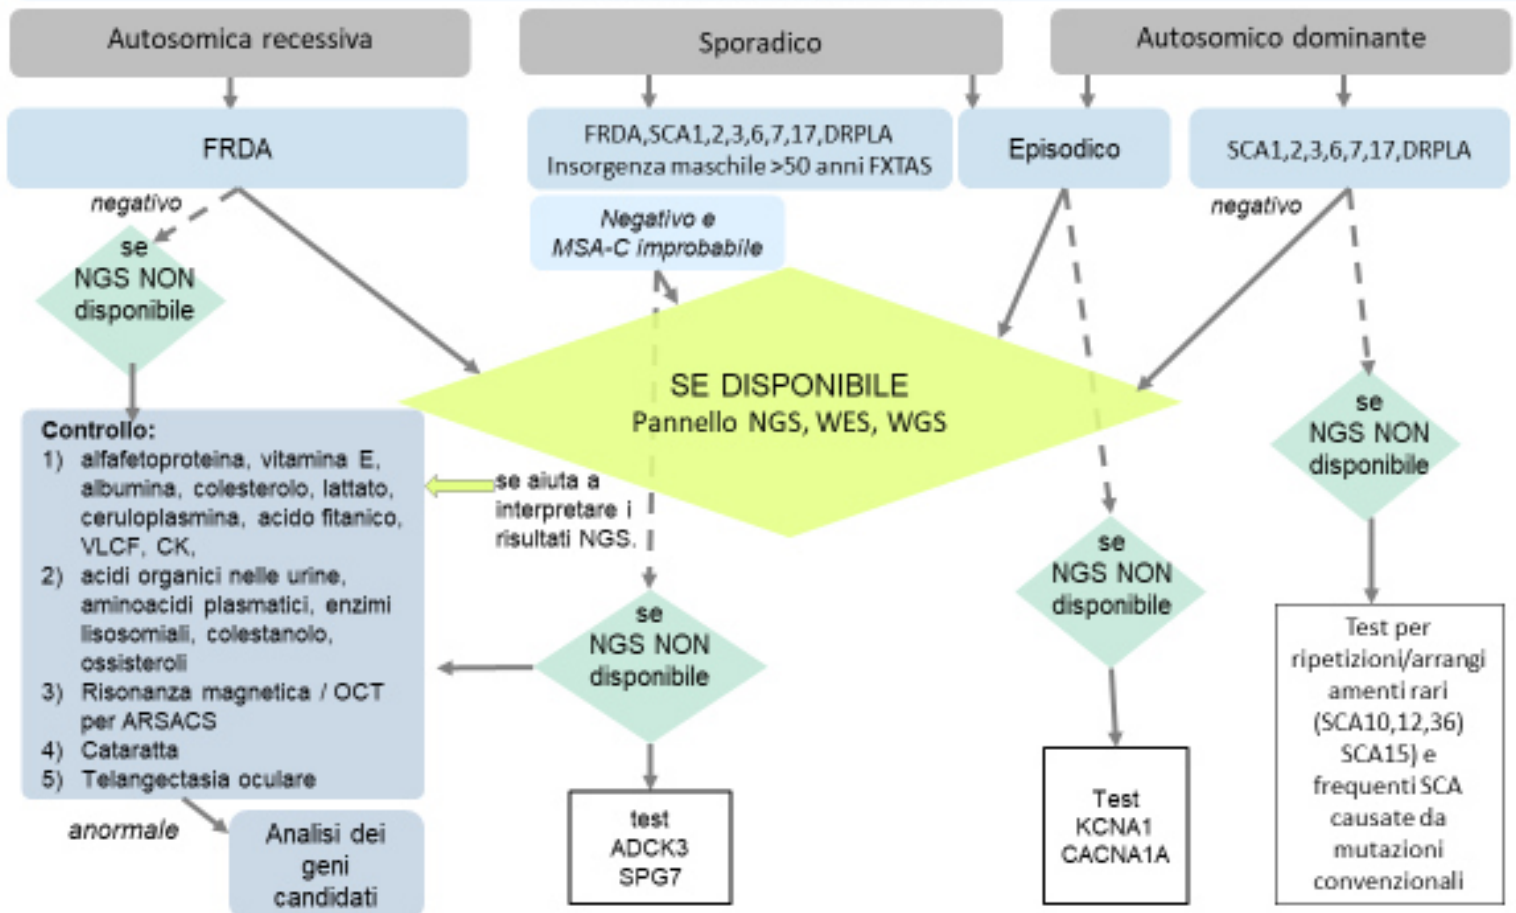 Autosomica recessiva
Sporadico
Autosomico dominante
FRDA
FRDA,SCA1,2,3,6,7,17,DRPLA
Insorgenza maschile >50 anni FXTAS
Episodico
SCA1,2,3,6,7,17,DRPLA
negativo
Negativo e
MSA-C improbabile
negativo
se
NGS NON
disponibile
SE DISPONIBILE
Pannello NGS, WES, WGS
se
NGS NON
disponibile
Controllo:
1) alfafetoproteina, vitamina E,
albumina, colesterolo, lattato,
ceruloplasmina, acido fitanico,
VLCF, CK,
2) acidi organici nelle urine,
aminoacidi plasmatici, enzimi
lisosomiali, colestanolo,
ossisteroli
3) Risonanza magnetica / OCT
per ARSACS
4) Cataratta
5) Telangectasia oculare
se aiuta a
interpretare i
risultati NGS.
se
NGS NON
disponibile
se
NGS NON
disponibile
anormale
Analisi dei
geni
candidati
test
ADCK3
SPG7
Test
KCNA1
CACNA1A
Test per
ripetizioni/arrangi
amenti rari
(SCA10,12,36)
SCA15) e
frequenti SCA
causate da
mutazioni
convenzionali